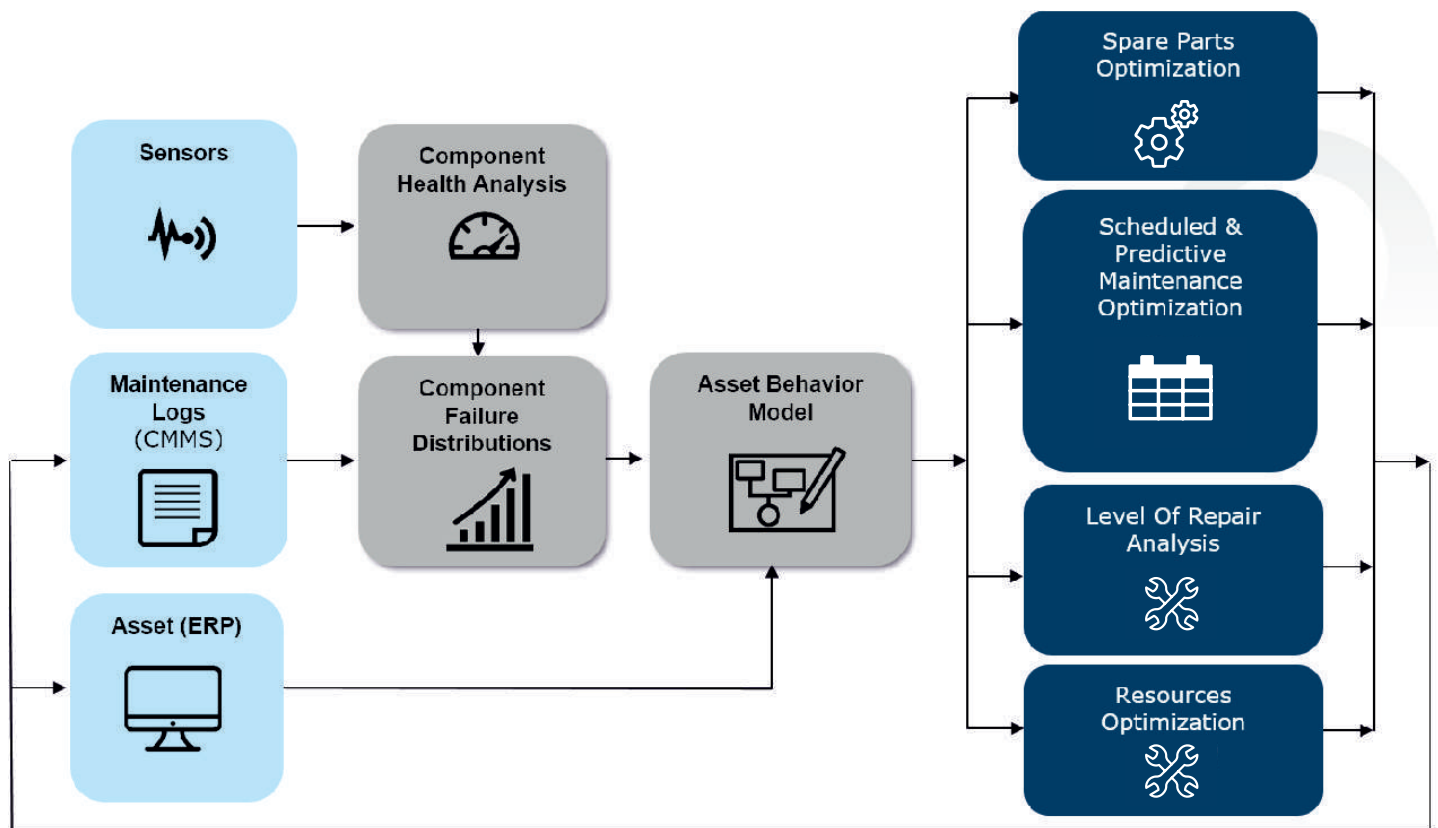 Sensors
Component
Health Analysis
Maintenance
Logs
(CMMS)
Component
Failure
Distributions
Asset Behavior
Model
Asset (ERP)
Spare Parts
Optimization
Scheduled &
Predictive
Maintenance
Optimization
Level Of Repair
Analysis
Resources
Optimization